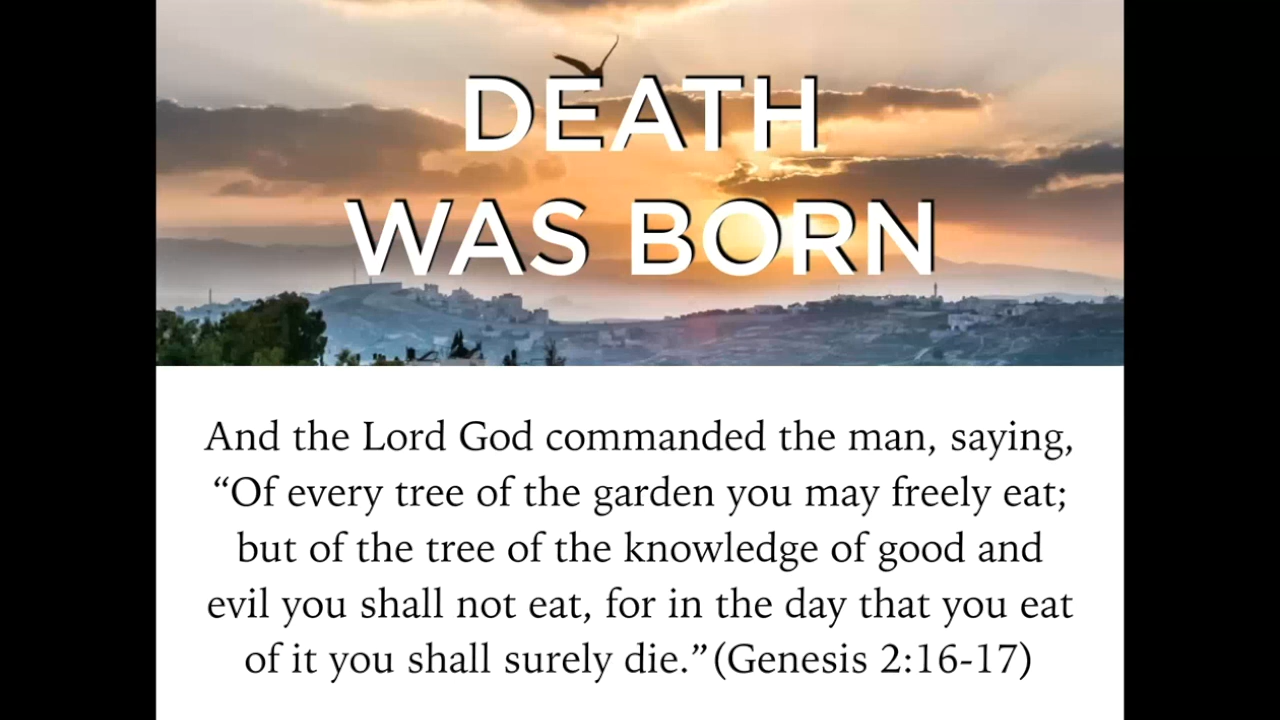 DEATH
WAS BORN
And the Lord God commanded the man, saying,
“Of every tree of the garden you may freely eat;
but of the tree of the knowledge of good and
evil you shall not eat, for in the day that you eat
of it you shall surely die.”(Genesis 2:16-17)